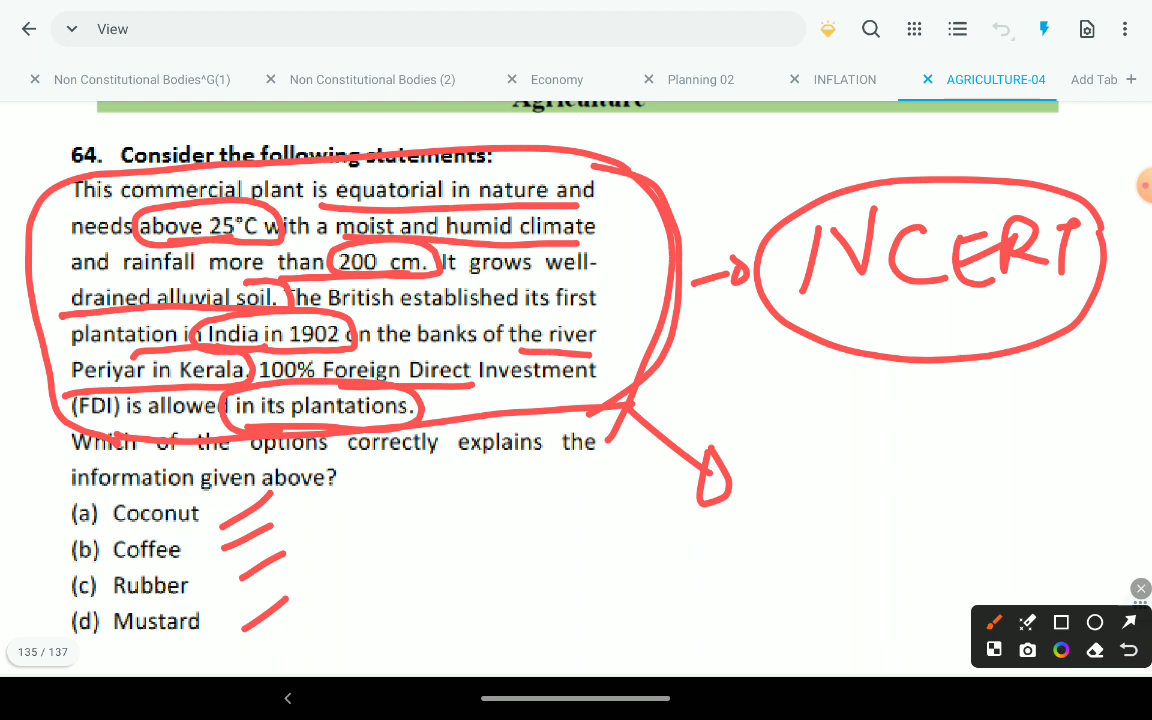 View
Non Constitutional Bodies^G(1)
Non Constitutional Bodies (2)
Economy
Planning 02
INFLATION
AGRICULTURE-04
Add Tab +
Agriculture
64. Consider the following statements:
This commercial plant is equatorial in nature and
needs above 25°C with a moist and humid climate
and rainfall more than 200 cm. It grows well-
drained alluvial soil. The British established its first
plantation in India in 1902 on the banks of the river
Periyar in Kerala. 100% Foreign Direct Investment
(FDI) is allowed in its plantations.
Which of the options correctly explains the
information given above?
(a) Coconut
(b) Coffee
(c) Rubber
(d) Mustard
NCERT
135 / 137